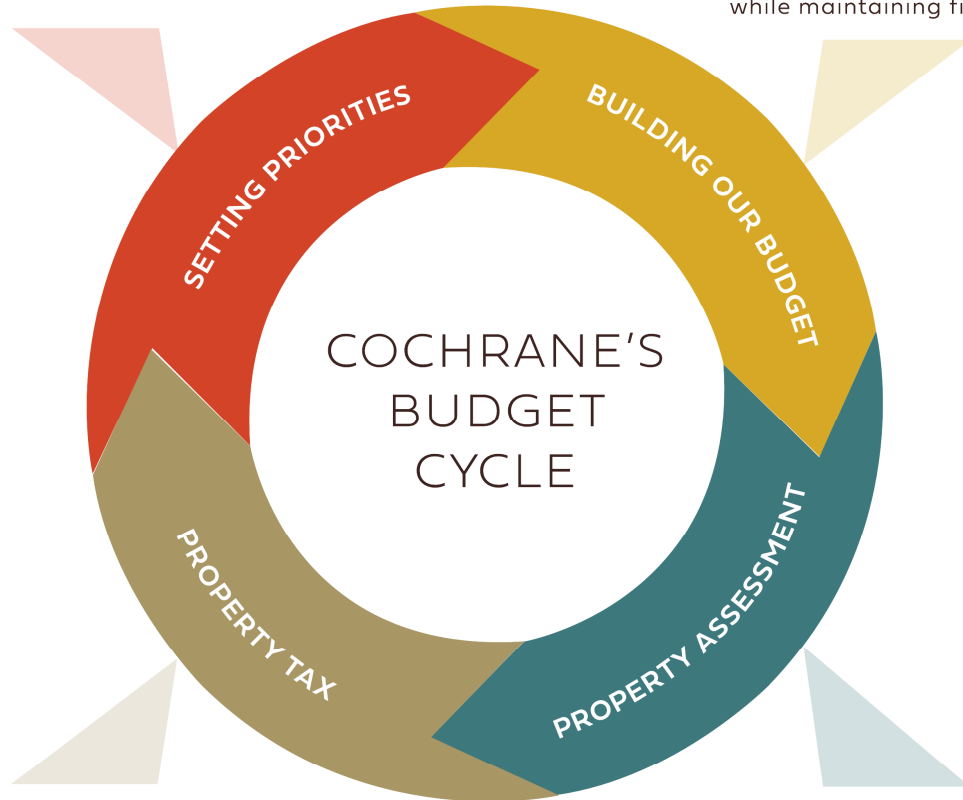 while maintaining
SETTING PRIORITIES
BUILDING OUR BUDGET
COCHRANE'S
BUDGET
CYCLE
PROPERTY TAX
PROPERTY ASSESSMENT